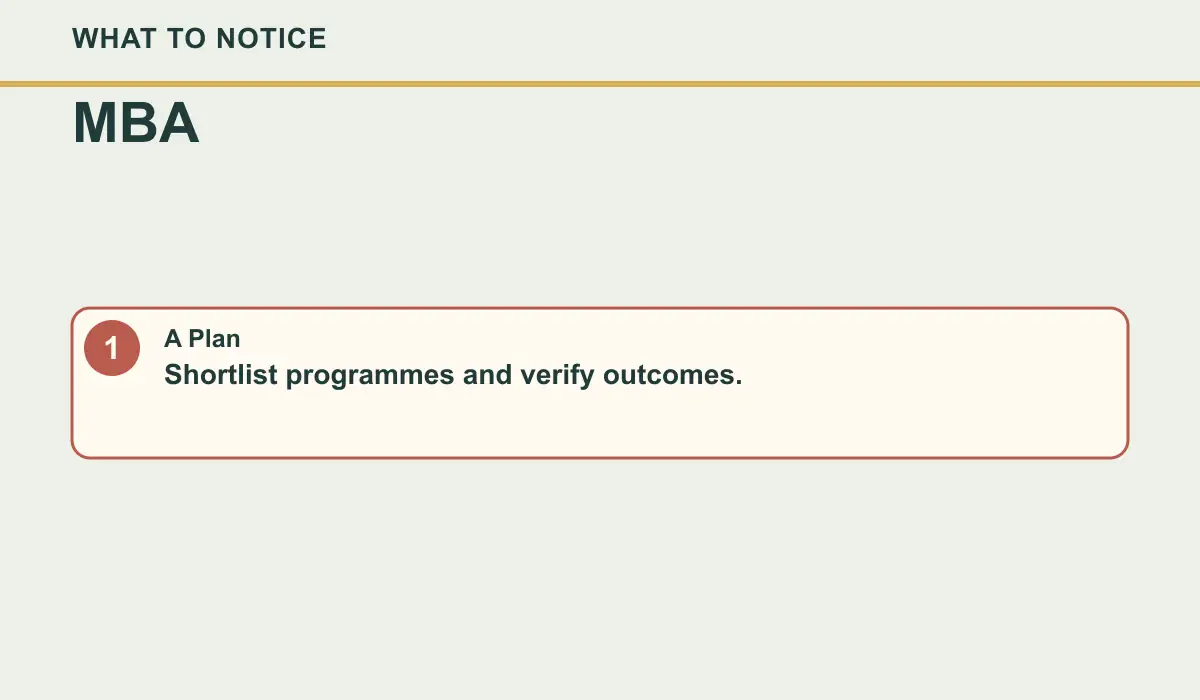 WHAT TO NOTICE
MBA
1
A Plan
Shortlist programmes and verify outcomes.